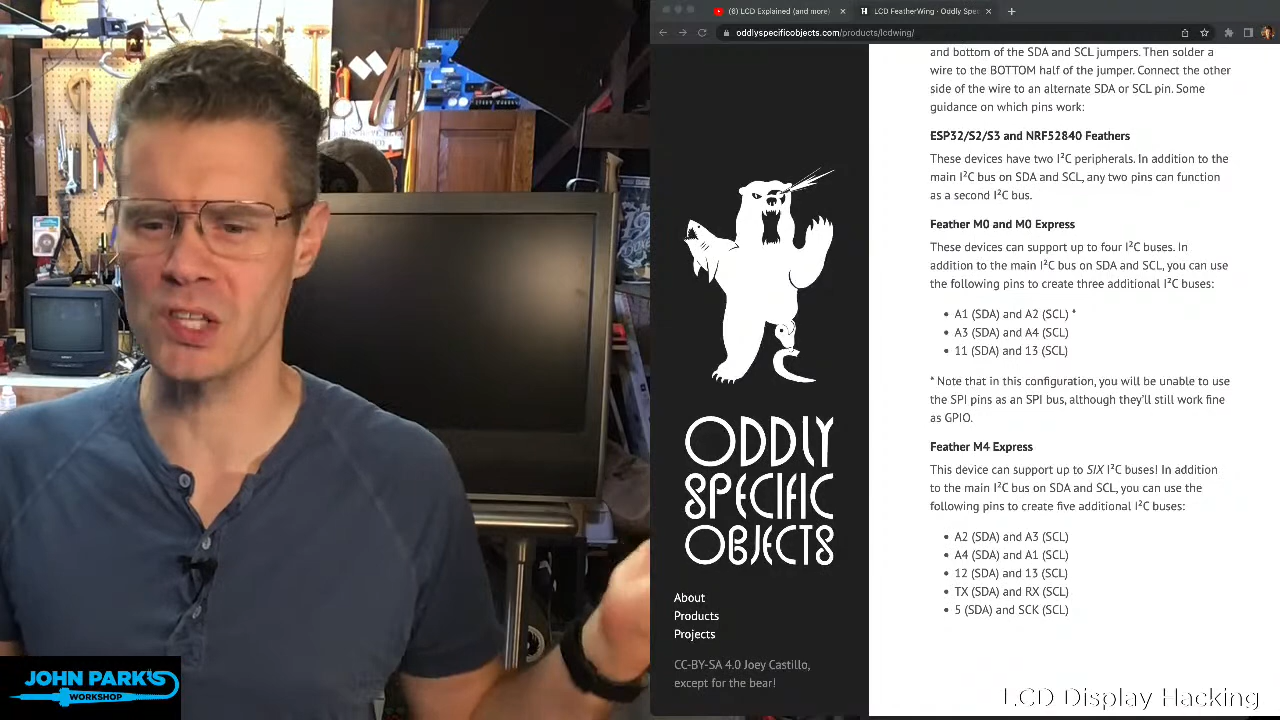 (8) LCD Explained (and more)
LCD FeatherWing · Oddly Spec
oddlyspecificobjects.com/products/lcdwing/
and bottom of the SDA and SCL jumpers. Then solder a
wire to the BOTTOM half of the jumper, connect the other
side of the wire to an alternate SDA or SCL pin. Some
guidance on which pins work:
ESP32/S2/S3 and NRF52840 Feathers
These devices have two I²C peripherals. In addition to the
main I²C bus on SDA and SCL, any two pins can function
as a second I²C bus.
Feather M0 and M0 Express
These devices can support up to four I²C buses. In
addition to the main I²C bus on SDA and SCL, you can use
the following pins to create three additional I²C buses:
• A1 (SDA) and A2 (SCL) *
• A3 (SDA) and A4 (SCL)
• 11 (SDA) and 13 (SCL)
* Note that in this configuration, you will be unable to use
the SPI pins as an SPI bus, although they'll still work fine
as GPIO.
Feather M4 Express
This device can support up to SIX I²C buses! In addition
to the main I²C bus on SDA and SCL, you can use the
following pins to create five additional I²C buses:
• A2 (SDA) and A3 (SCL)
• A4 (SDA) and A1 (SCL)
• 12 (SDA) and 13 (SCL)
• TX (SDA) and RX (SCL)
• 5 (SDA) and SCK (SCL)
ODDLY
SPECIFIC
OBJECTS
About
Products
Projects
CC-BY-SA 4.0 Joey Castillo,
except for the bear!
JOHN PARK'S
WORKSHOP
LCD Display Hacking